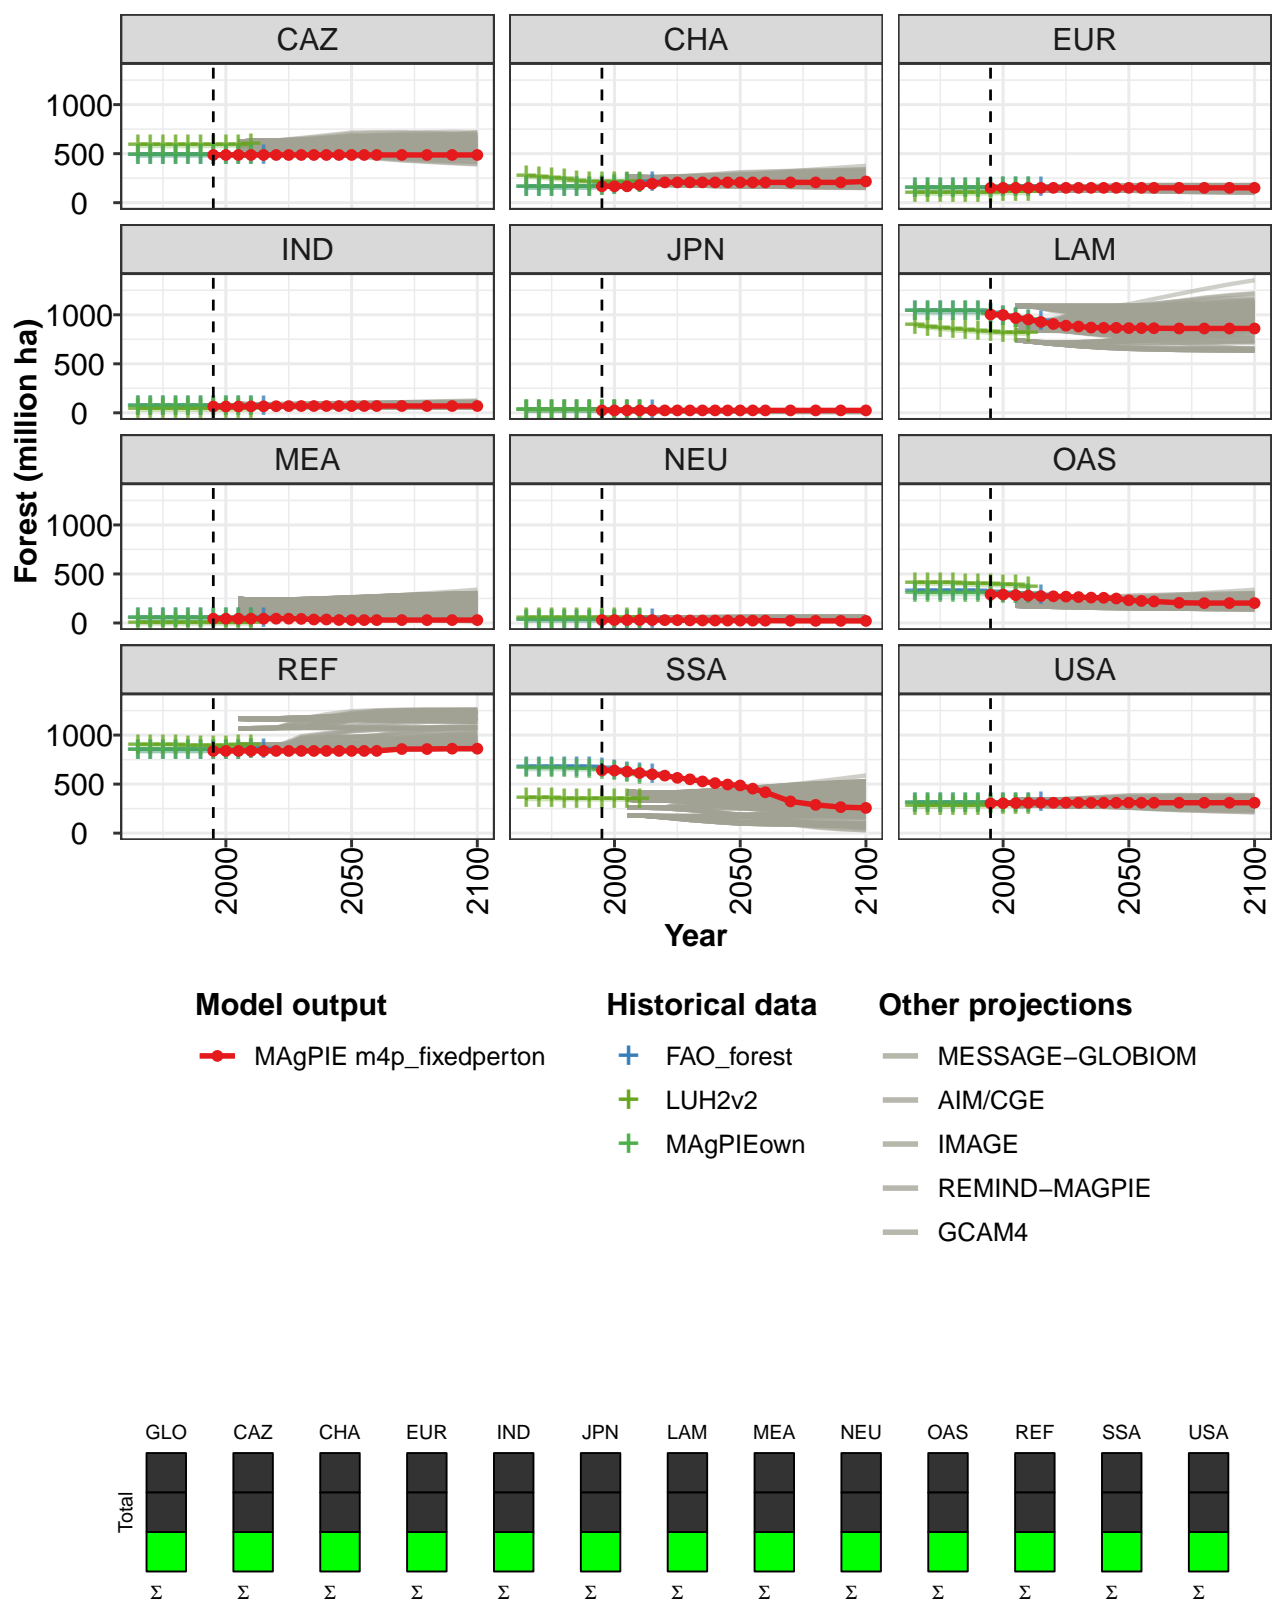 CAZ CHA EUR
1000
500
0
IND JPN LAM
1000
500
0
MEA NEU OAS
1000
500
0
REF SSA USA
1000
500
0
Forest (million ha)
2000 2050 2100 2000 2050 2100 2000 2050 2100
Year
Model output Historical data Other projections
MAgPIE m4p_fixedperton FAO_forest MESSAGE−GLOBIOM
LUH2v2 AIM/CGE
MAgPIEown IMAGE
REMIND−MAGPIE
GCAM4
GLO CAZ CHA EUR IND JPN LAM MEA NEU OAS REF SSA USA
Total
Σ Σ Σ Σ Σ Σ Σ Σ Σ Σ Σ Σ Σ